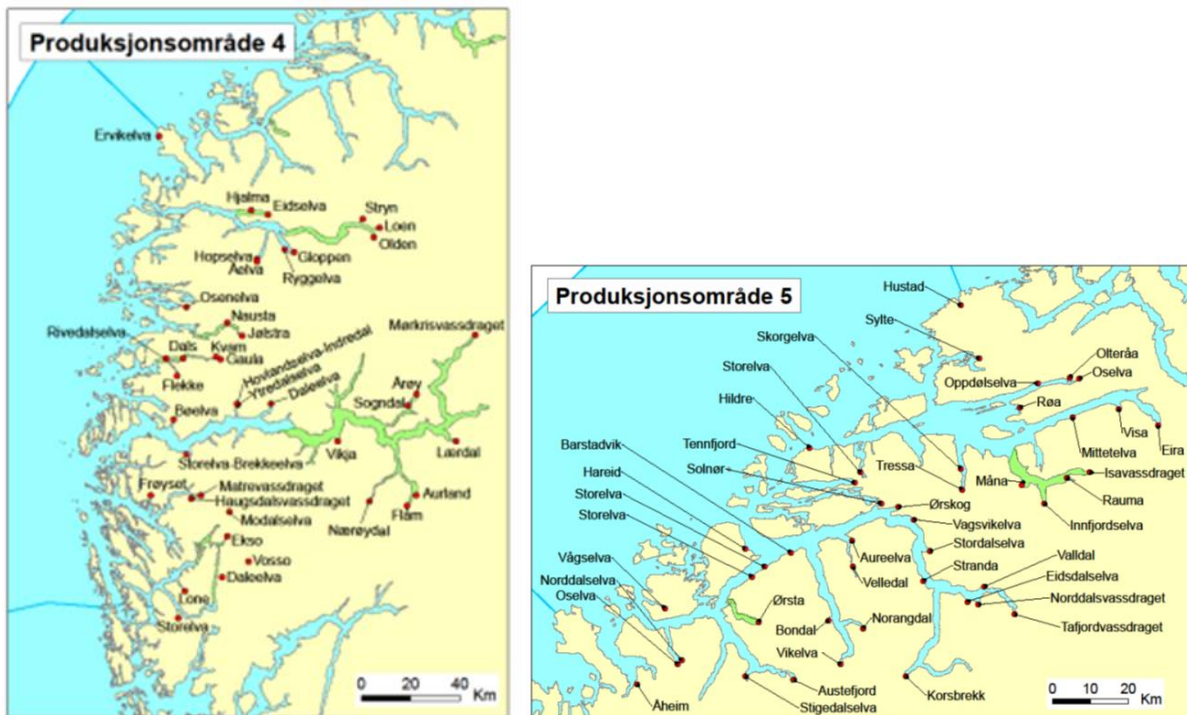 Produksjonsområde 4
Ervikelva
Hjalma
Eidselva
Stryn
Loen
Olden
Hopselva
Åelva
Gloppen
Ryggelva
Osenelva
Nausta
Jølstra
Mørkrisvassdraget
Rivedalselva
Dals
Kvam
Gaula
Flekke
Hovlandselva-Indredal
Ytredalselva
Daleelva
Årøy
Sogndal
Bøelva
Vikja
Lærdal
Storelva-Brekkeelva
Frøyset
Matrevassdraget
Haugsdalsvassdraget
Modalselva
Aurland
Flåm
Nærøydal
Ekso
Vosso
Daleelva
Lone
Storelva
0 20 40
Km
Produksjonsområde 5
Hustad
Sylte
Skorgelva
Storelva
Hildre
Oppdølselva
Olteråa
Oselva
Røa
Barstadvik
Tennfjord
Hareid
Solnør
Storelva
Storelva
Tressa
Måna
Mittetelva
Visa
Eira
Isavassdraget
Rauma
Innfjordselva
Ørskog
Vagsvikelva
Stordalselva
Aureelva
Velledal
Stranda
Valldal
Eidsdalselva
Norddalsvassdraget
Tafjordvassdraget
Vågselva
Norddalselva
Oselva
Ørsta
Bondal
Norangdal
Vikelva
Åheim
Austefjord
Stigedalselva
Korsbrekk
0 10 20
Km